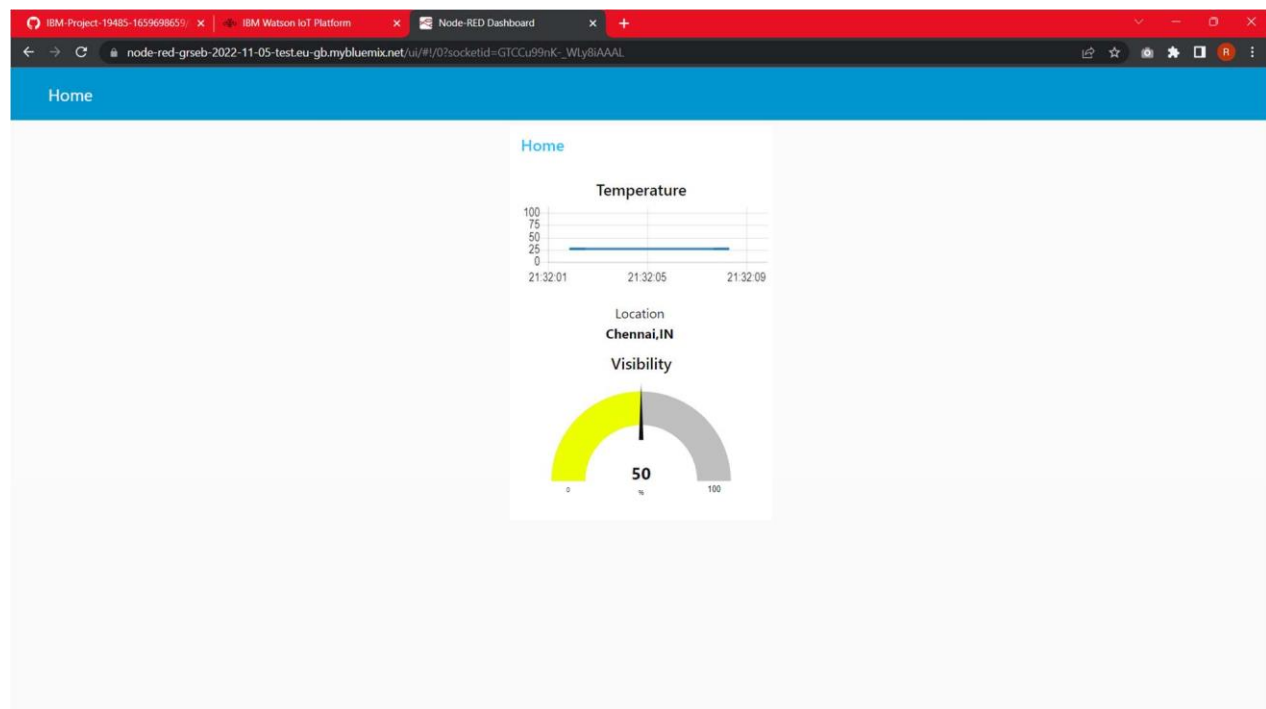 IBM-Project-19485-1659698659/
IBM Watson IoT Platform
Node-RED Dashboard
node-red-grseb-2022-11-05-test.eu-gb.mybluemix.net/ui/#!/0?socketid=GTCCu99nK-_WLy8iAAAL
R
Home
Home
Temperature
100
75
50
25
0
21:32:01 21:32:05 21:32:09
Location
Chennai,IN
Visibility
50
0 % 100